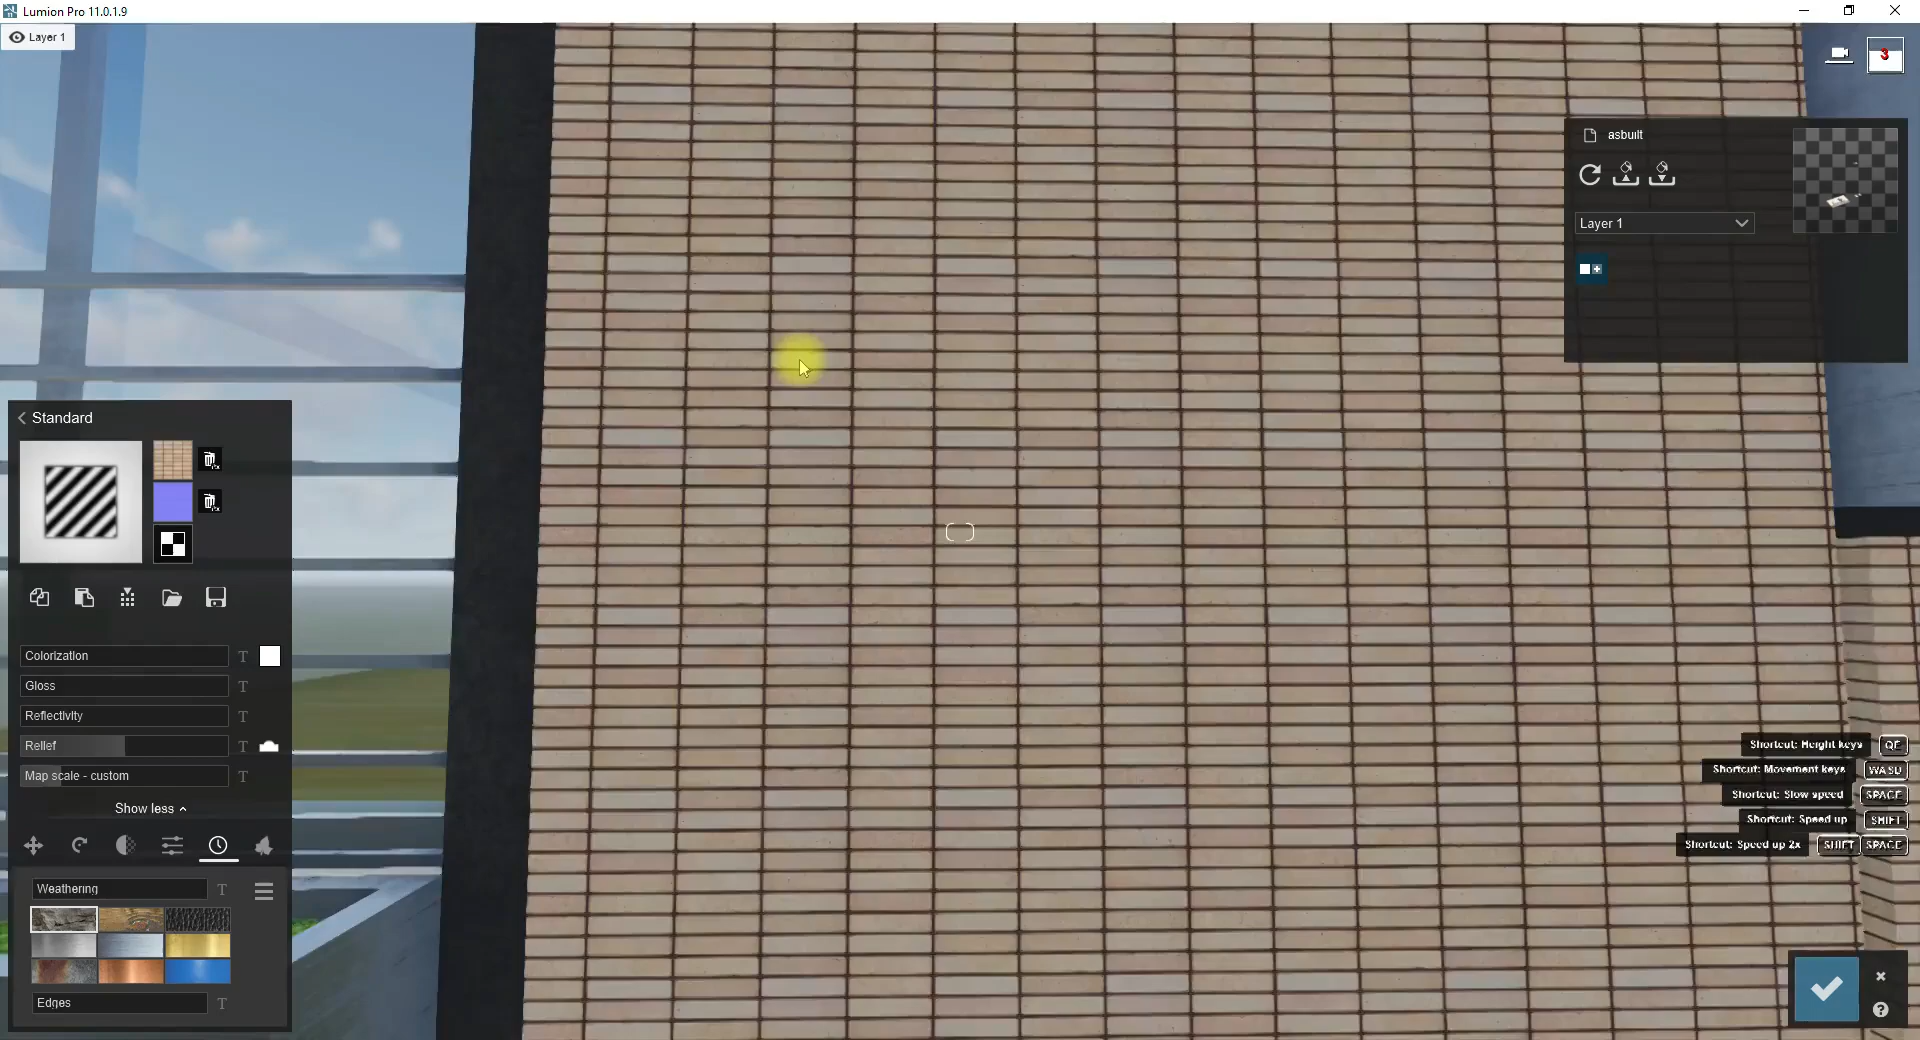 Lumion Pro 11.0.1.9
Layer 1
3
asbuilt
Layer 1
Standard
Colorization T
Gloss T
Reflectivity T
Relief T
Map scale - custom T
Show less
Weathering T
Edges T
Shortcut: Height keys QE
Shortcut: Movement keys WASD
Shortcut: Slow speed SPACE
Shortcut: Speed up SHIFT
Shortcut: Speed up 2x SHIFT SPACE
?